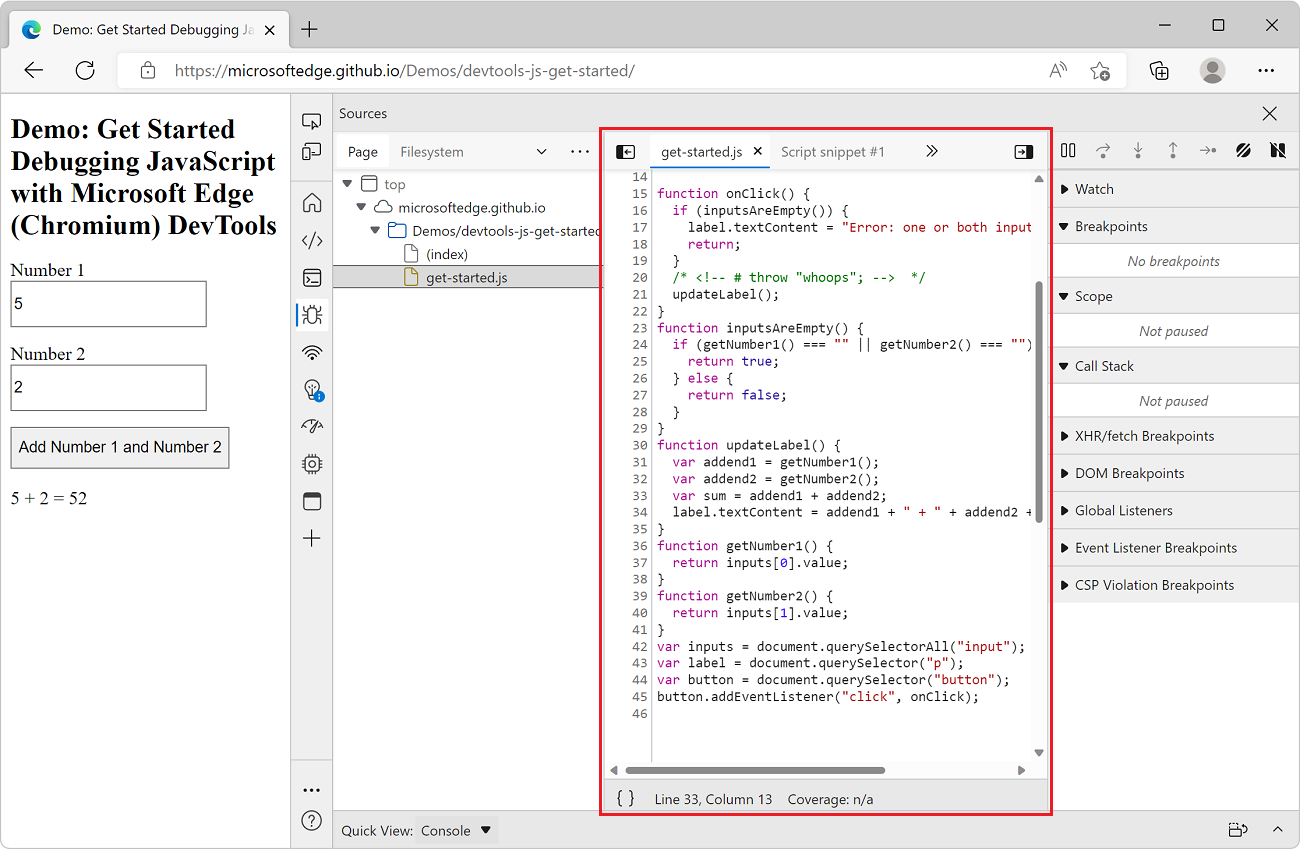 Demo: Get Started Debugging Ja
https://microsoftedge.github.io/Demos/devtools-js-get-started/
Demo: Get Started
Debugging JavaScript
with Microsoft Edge
(Chromium) DevTools
Number 1
5
Number 2
2
Add Number 1 and Number 2
5 + 2 = 52
Sources
Page Filesystem
top
microsoftedge.github.io
Demos/devtools-js-get-started
(index)
get-started.js
get-started.js Script snippet #1
14
15 function onClick() {
16 if (inputsAreEmpty()) {
17 label.textContent = "Error: one or both input
18 return;
19 }
20 /* <!-- # throw "whoops"; --> */
21 updateLabel();
22 }
23 function inputsAreEmpty() {
24 if (getNumber1() === "" || getNumber2() === "")
25 return true;
26 } else {
27 return false;
28 }
29 }
30 function updateLabel() {
31 var addend1 = getNumber1();
32 var addend2 = getNumber2();
33 var sum = addend1 + addend2;
34 label.textContent = addend1 + " + " + addend2 +
35 }
36 function getNumber1() {
37 return inputs[0].value;
38 }
39 function getNumber2() {
40 return inputs[1].value;
41 }
42 var inputs = document.querySelectorAll("input");
43 var label = document.querySelector("p");
44 var button = document.querySelector("button");
45 button.addEventListener("click", onClick);
46
{ } Line 33, Column 13 Coverage: n/a
Watch
Breakpoints
No breakpoints
Scope
Not paused
Call Stack
Not paused
XHR/fetch Breakpoints
DOM Breakpoints
Global Listeners
Event Listener Breakpoints
CSP Violation Breakpoints
Quick View: Console